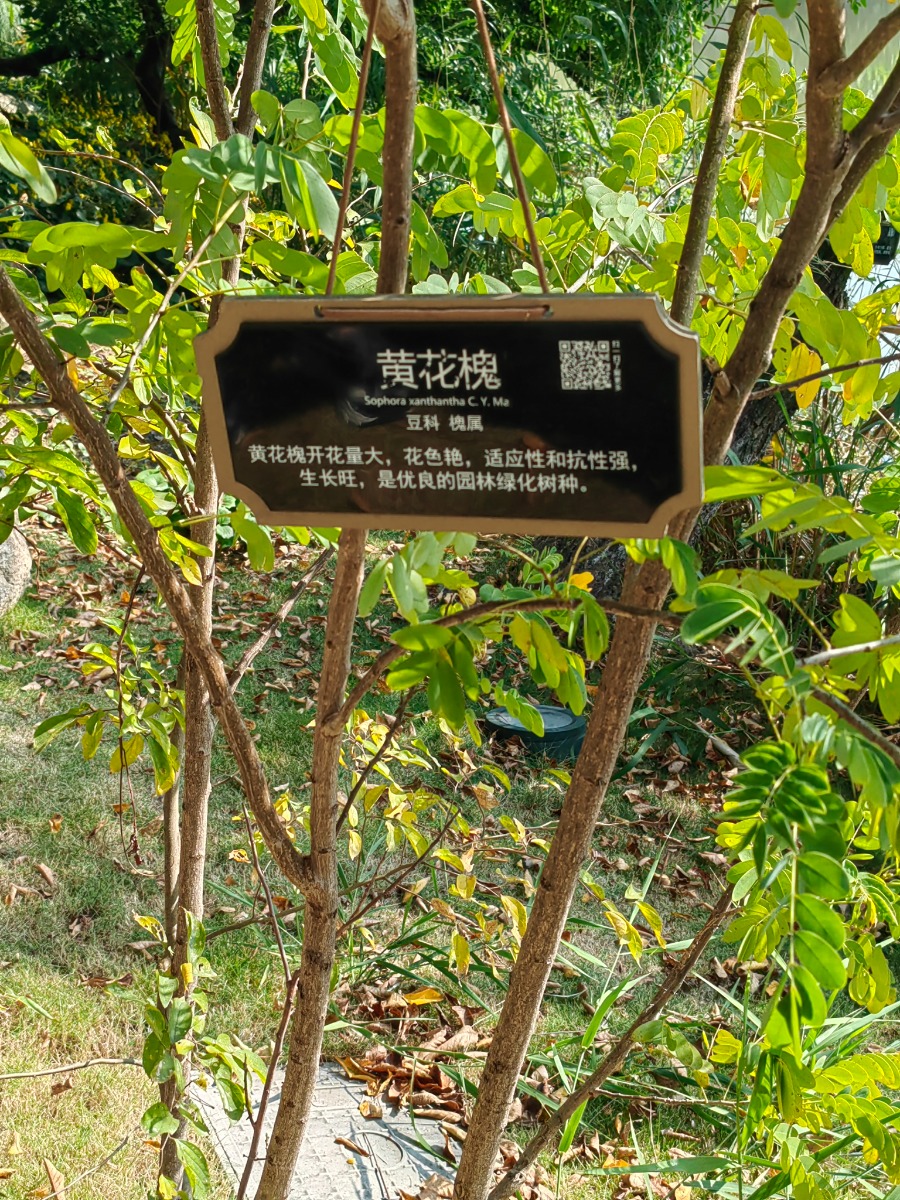 黄花槐
Sophora xanthantha C. Y. Ma
豆科 槐属
黄花槐开花量大，花色艳，适应性和抗性强，
生长旺，是优良的园林绿化树种。